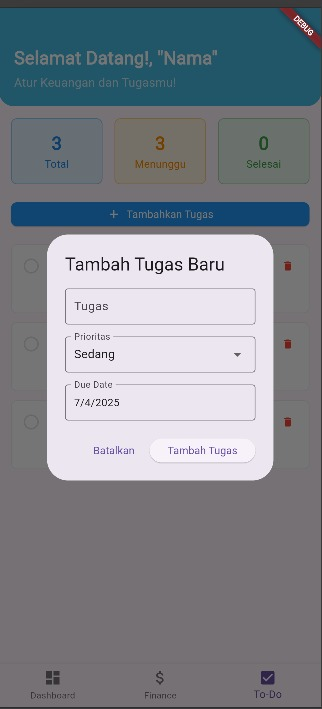 DEBUG
Selamat Datang!, "Nama"
Atur Keuangan dan Tugasmu!
3 3 0
Total Menunggu Selesai
+ Tambahkan Tugas
Tambah Tugas Baru
Tugas
Prioritas
Sedang
Due Date
7/4/2025
Batalkan Tambah Tugas
$
Dashboard Finance To-Do